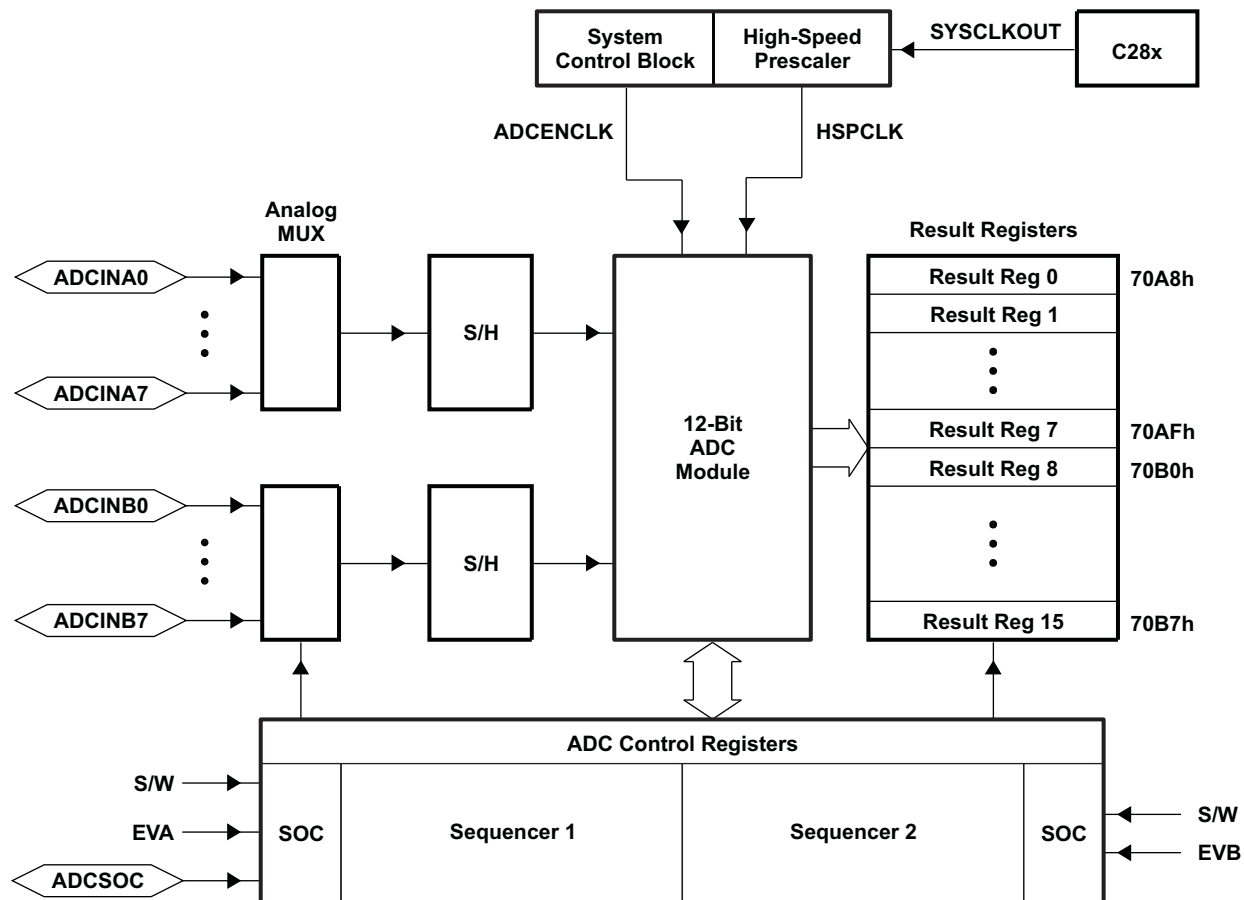 System
Control Block
High-Speed
Prescaler
SYSCLKOUT
C28x
ADCENCLK
HSPCLK
Analog
MUX
Result Registers
ADCINA0
ADCINA7
S/H
12-Bit
ADC
Module
Result Reg 0
70A8h
Result Reg 1
Result Reg 7
70AFh
Result Reg 8
70B0h
ADCINB0
ADCINB7
S/H
Result Reg 15
70B7h
ADC Control Registers
S/W
EVA
ADCSOC
SOC
Sequencer 1
Sequencer 2
SOC
S/W
EVB